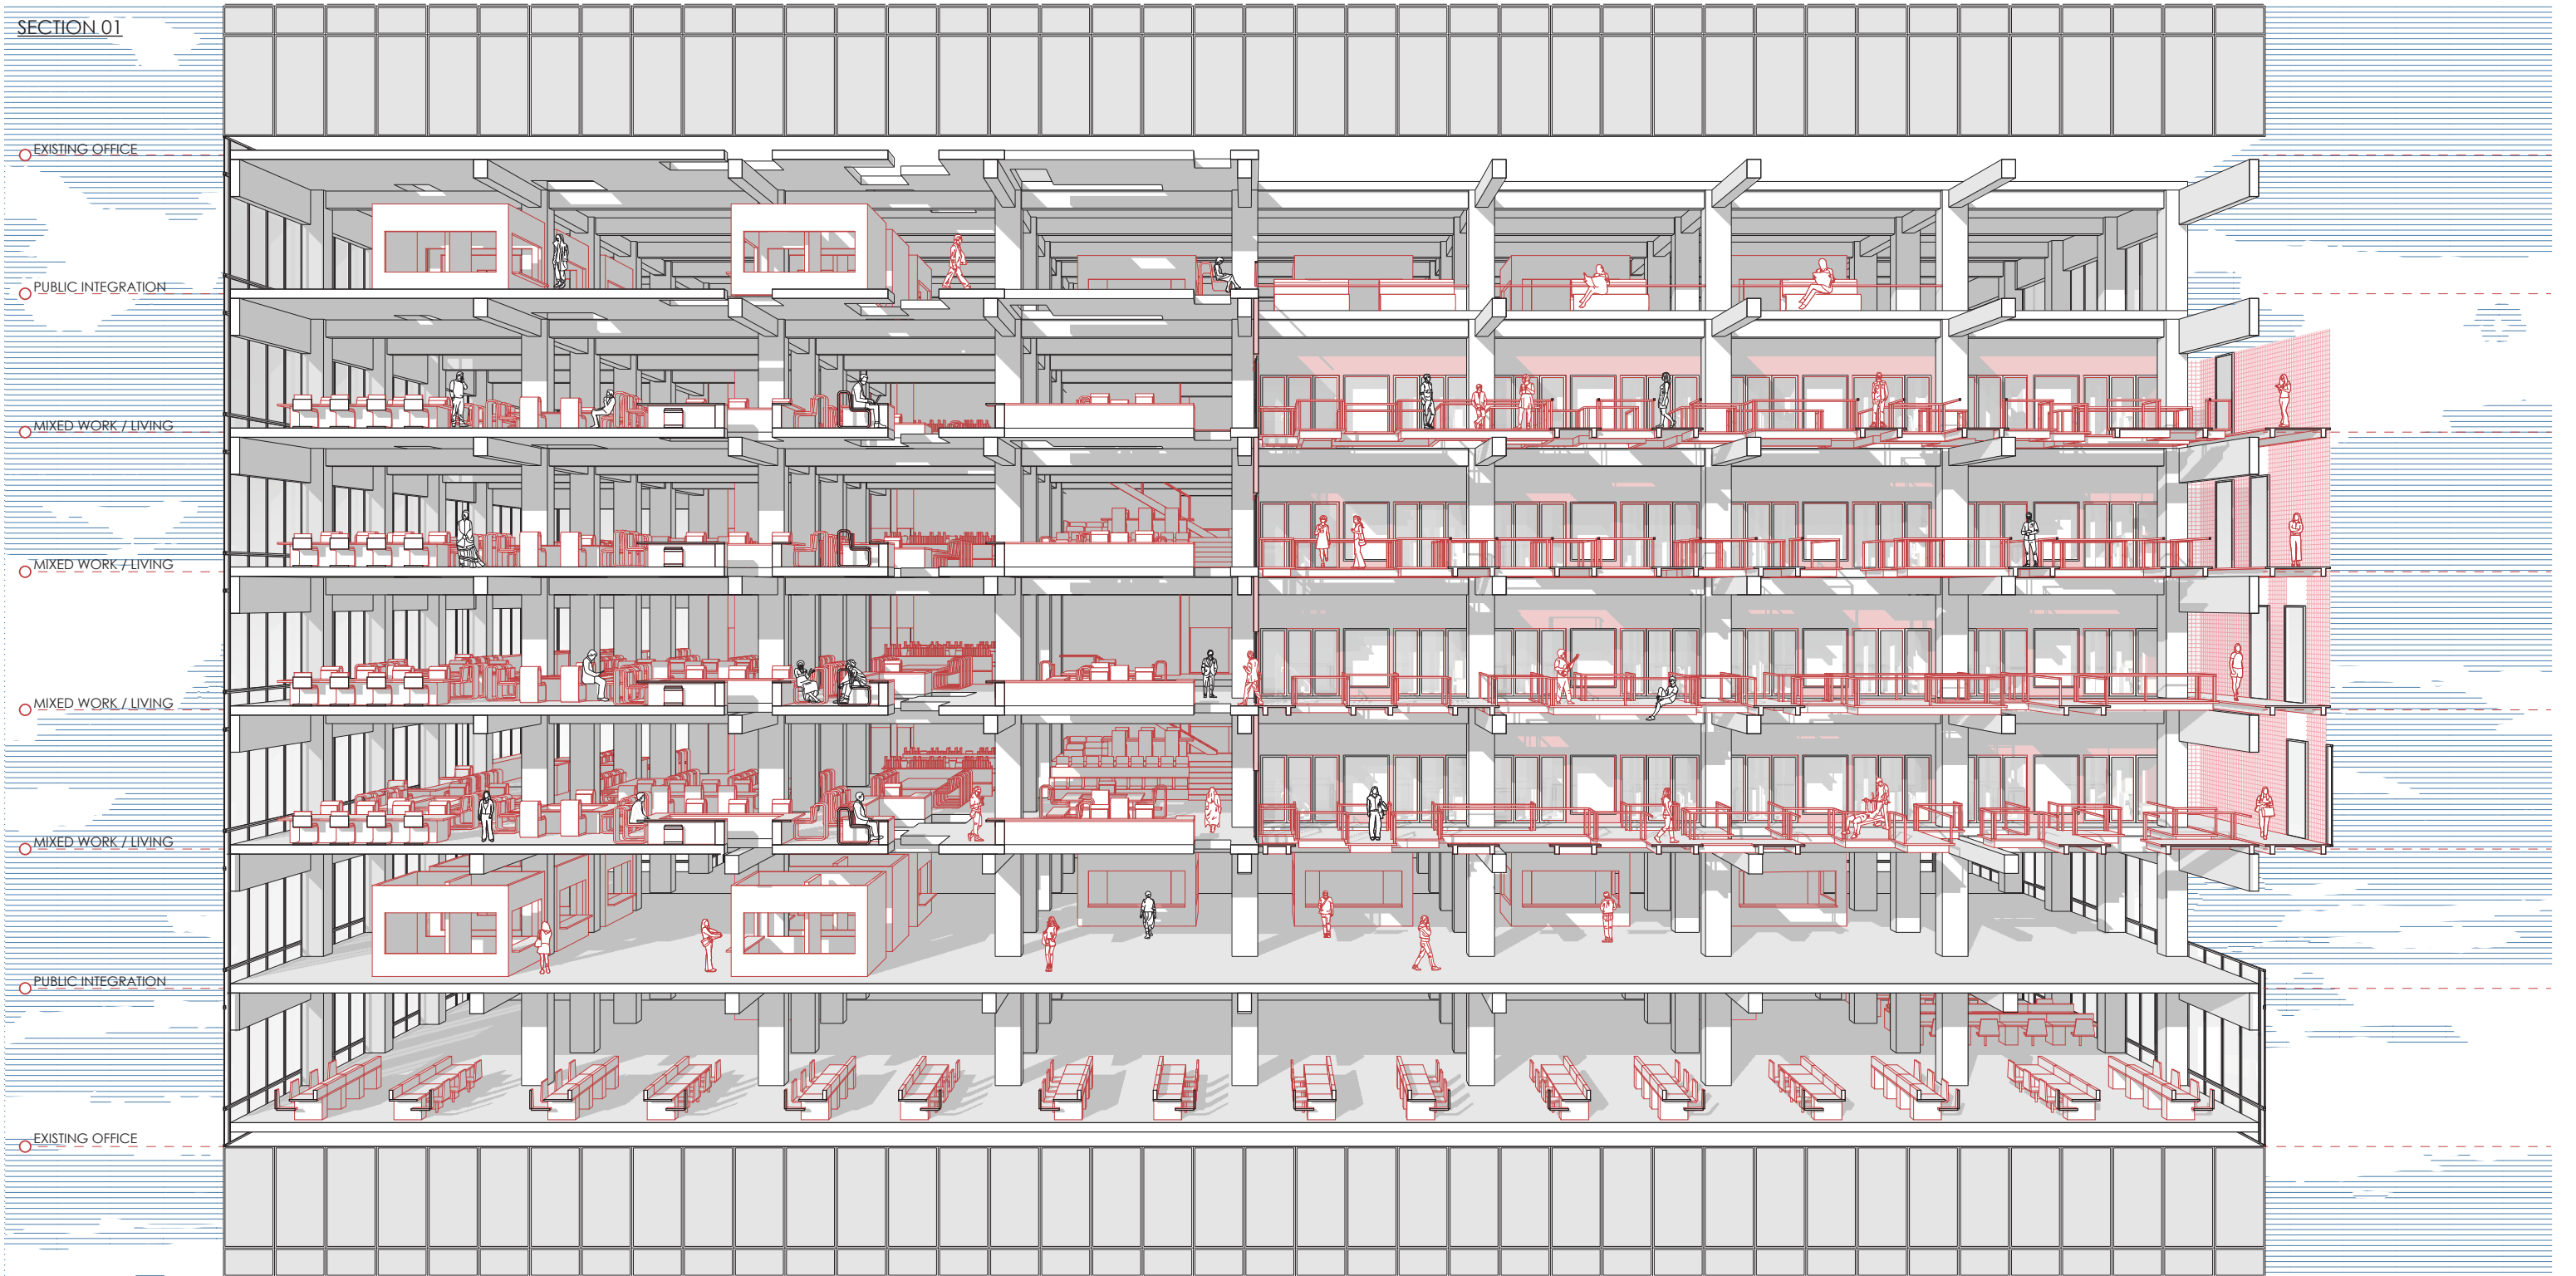 SECTION 01
EXISTING OFFICE
PUBLIC INTEGRATION
MIXED WORK / LIVING
MIXED WORK / LIVING
MIXED WORK / LIVING
MIXED WORK / LIVING
PUBLIC INTEGRATION
EXISTING OFFICE